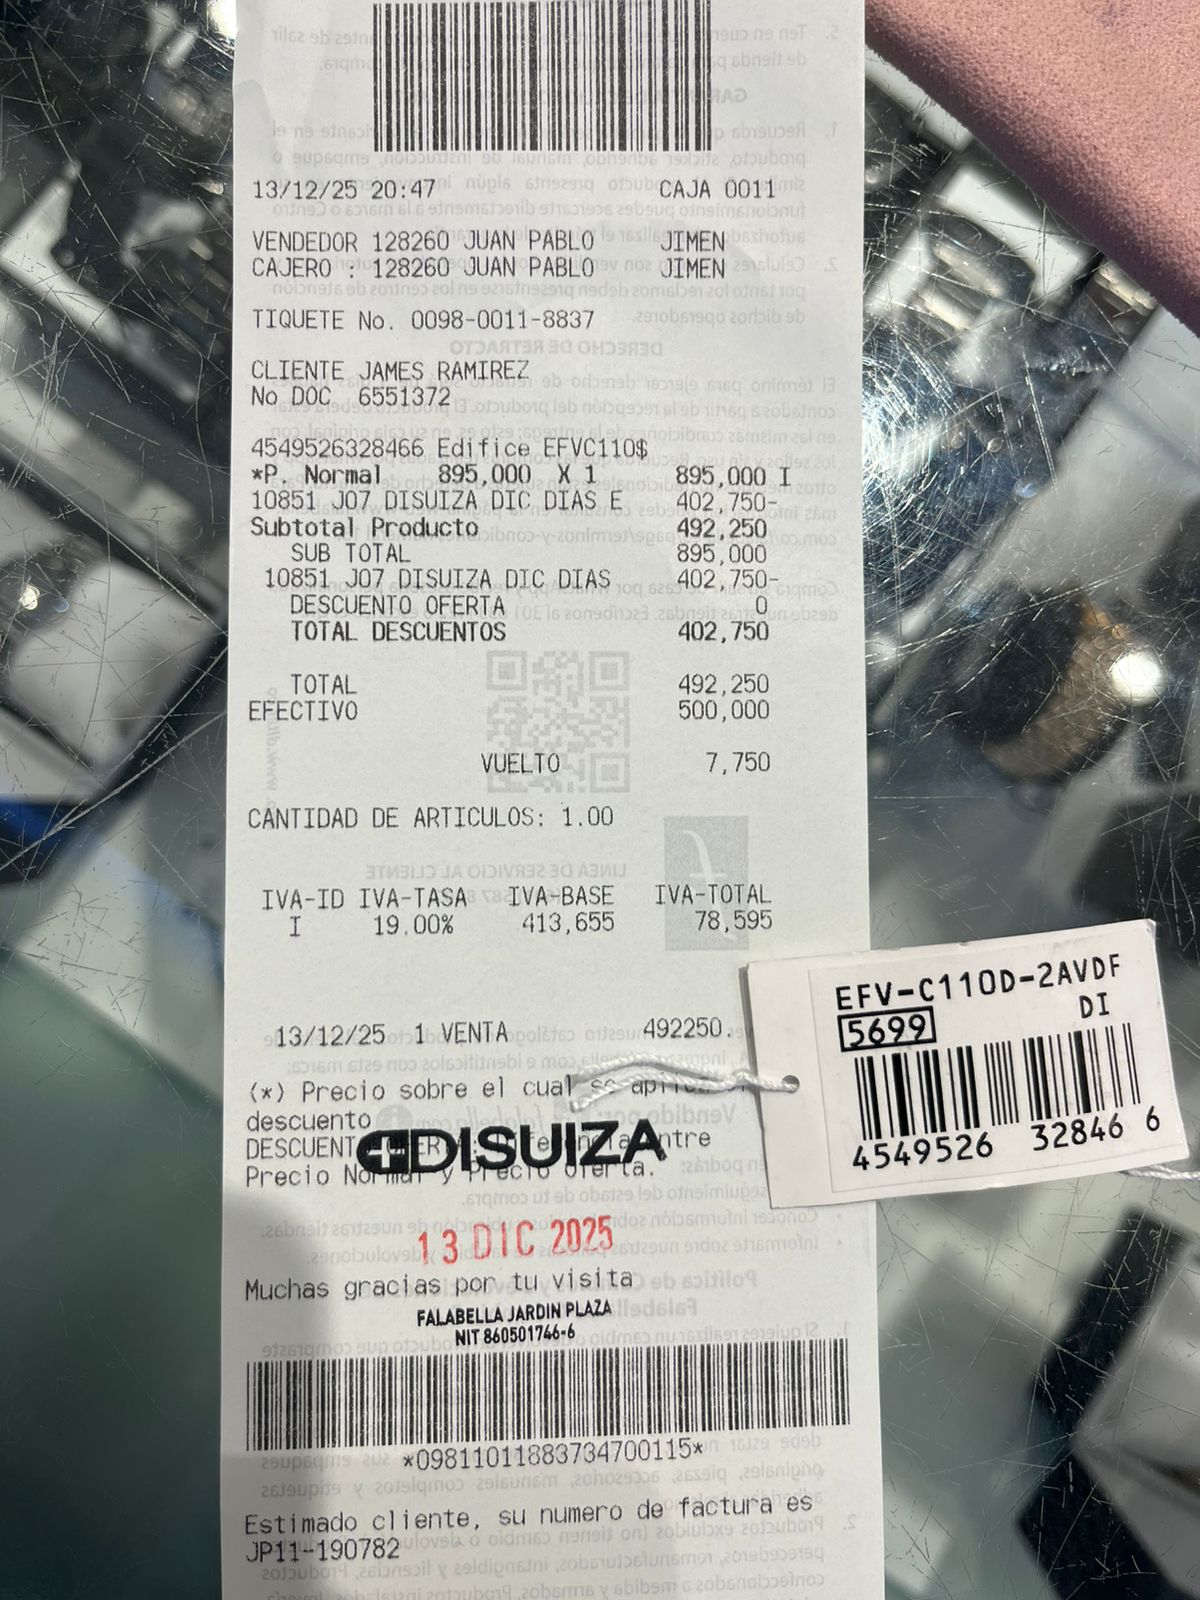 13/12/25 20:47 CAJA 0011
VENDEDOR 128260 JUAN PABLO JIMEN
CAJERO : 128260 JUAN PABLO JIMEN
TIQUETE No. 0098-0011-8837
CLIENTE JAMES RAMIREZ
No DOC 6551372
4549526328466 Edifice EFVC110$
*P. Normal 895,000 X 1 895,000 I
10851 J07 DISUIZA DIC DIAS E 402,750-
Subtotal Producto 492,250
SUB TOTAL 895,000
10851 J07 DISUIZA DIC DIAS 402,750-
DESCUENTO OFERTA 0
TOTAL DESCUENTOS 402,750
TOTAL 492,250
EFECTIVO 500,000
VUELTO 7,750
CANTIDAD DE ARTICULOS: 1.00
IVA-ID IVA-TASA IVA-BASE IVA-TOTAL
I 19.00% 413,655 78,595
13/12/25 1 VENTA 492250.
(*) Precio sobre el cual se
descuento
entre
Precio Normal y Precio Oferta.
DISUIZA
13 DIC 2025
Muchas gracias por tu visita
FALABELLA JARDIN PLAZA
NIT 860501746-6
*09811011883734700115*
Estimado cliente, su numero de factura es
JP11-190782
EFV-C110D-2AVDF
DI
5699
4549526 32846 6